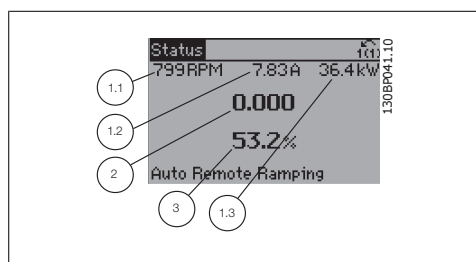 Status 1(1)
799RPM 7.83A 36.4kW
0.000
53.2%
Auto Remote Ramping
1.1
1.2
2
3
1.3
130BP041.10